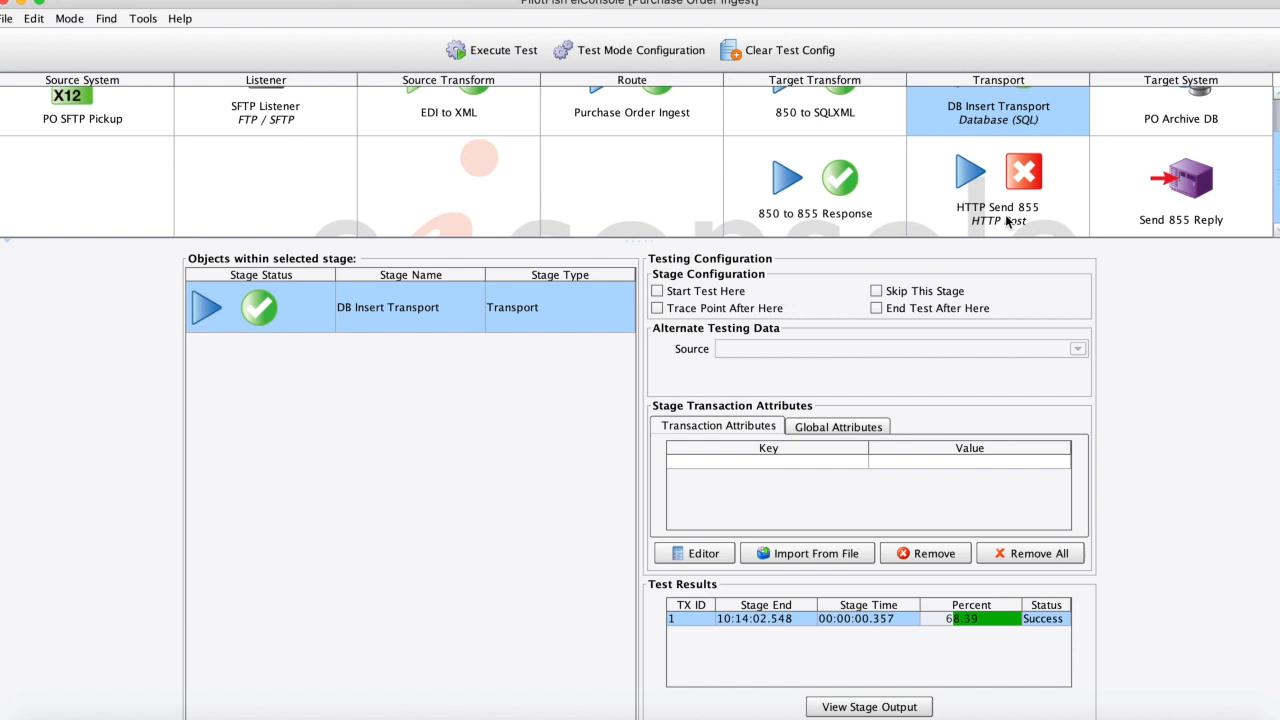 PilotFish eiConsole [Purchase Order Ingest]
File Edit Mode Find Tools Help
Execute Test Test Mode Configuration Clear Test Config
Source System Listener Source Transform Route Target Transform Transport Target System
X12
PO SFTP Pickup
SFTP Listener
FTP / SFTP
EDI to XML
Purchase Order Ingest
850 to SQLXML
DB Insert Transport
Database (SQL)
PO Archive DB
850 to 855 Response
HTTP Send 855
HTTP Post
Send 855 Reply
eiconsole
Objects within selected stage:
Stage Status Stage Name Stage Type
DB Insert Transport Transport
Testing Configuration
Stage Configuration
Start Test Here Skip This Stage
Trace Point After Here End Test After Here
Alternate Testing Data
Source
Stage Transaction Attributes
Transaction Attributes Global Attributes
Key Value
Editor Import From File Remove Remove All
Test Results
TX ID Stage End Stage Time Percent Status
1 10:14:02.548 00:00:00.357 68.39 Success
View Stage Output